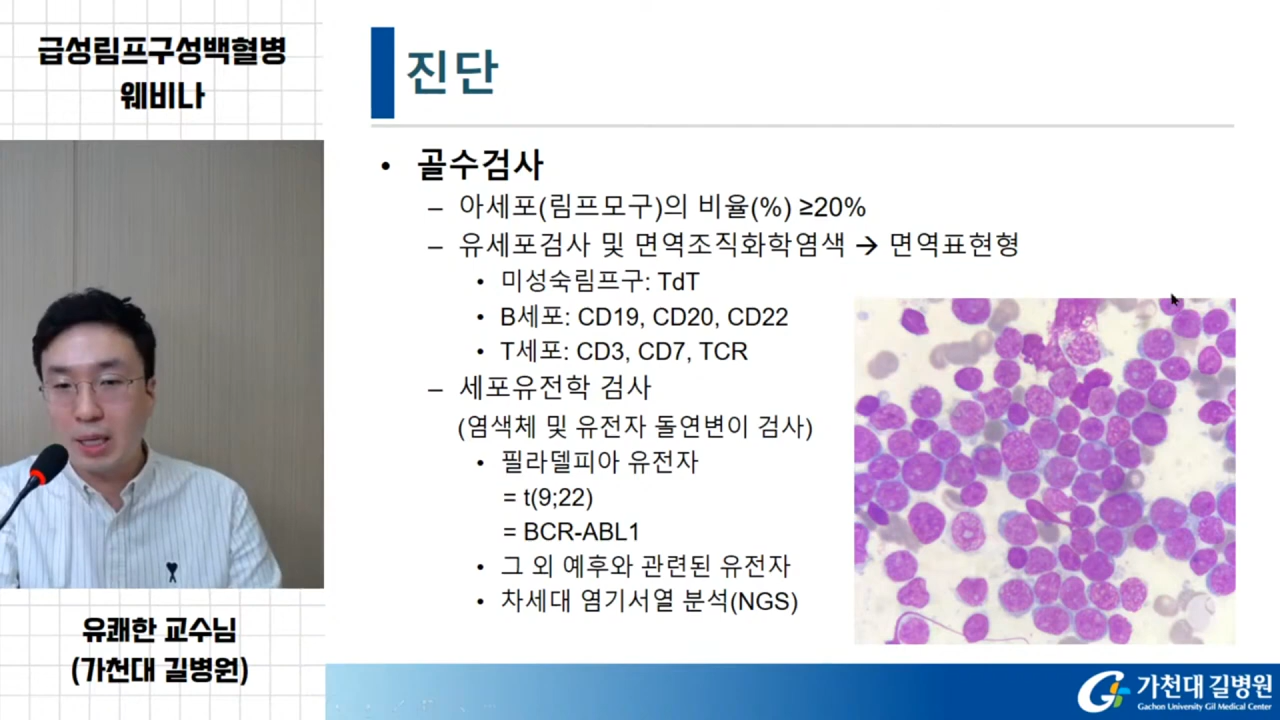 급성림프구성백혈병
웨비나
유쾌한 교수님
(가천대 길병원)
진단
• 골수검사
– 아세포(림프모구)의 비율(%) ≥20%
– 유세포검사 및 면역조직화학염색 → 면역표현형
• 미성숙림프구: TdT
• B세포: CD19, CD20, CD22
• T세포: CD3, CD7, TCR
– 세포유전학 검사
(염색체 및 유전자 돌연변이 검사)
• 필라델피아 유전자
= t(9;22)
= BCR-ABL1
• 그 외 예후와 관련된 유전자
• 차세대 염기서열 분석(NGS)
가천대 길병원
Gachon University Gil Medical Center